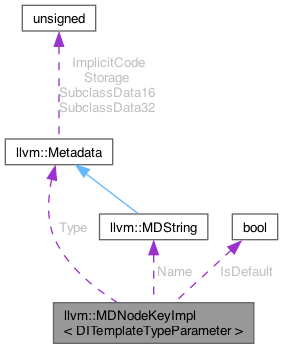 unsigned
ImplicitCode
Storage
SubclassData16
SubclassData32
llvm::Metadata
llvm::MDString
bool
Type
Name
IsDefault
llvm::MDNodeKeyImpl
< DITemplateTypeParameter >